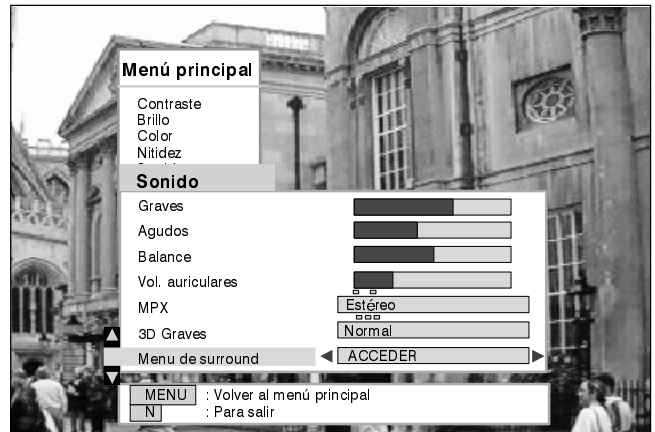 Menú principal
Contraste
Brillo
Color
Nitidez
Sonido
Graves
Agudos
Balance
Vol. auriculares
MPX Estéreo
3D Graves Normal
Menu de surround ACCEDER
MENU : Volver al menú principal
N : Para salir